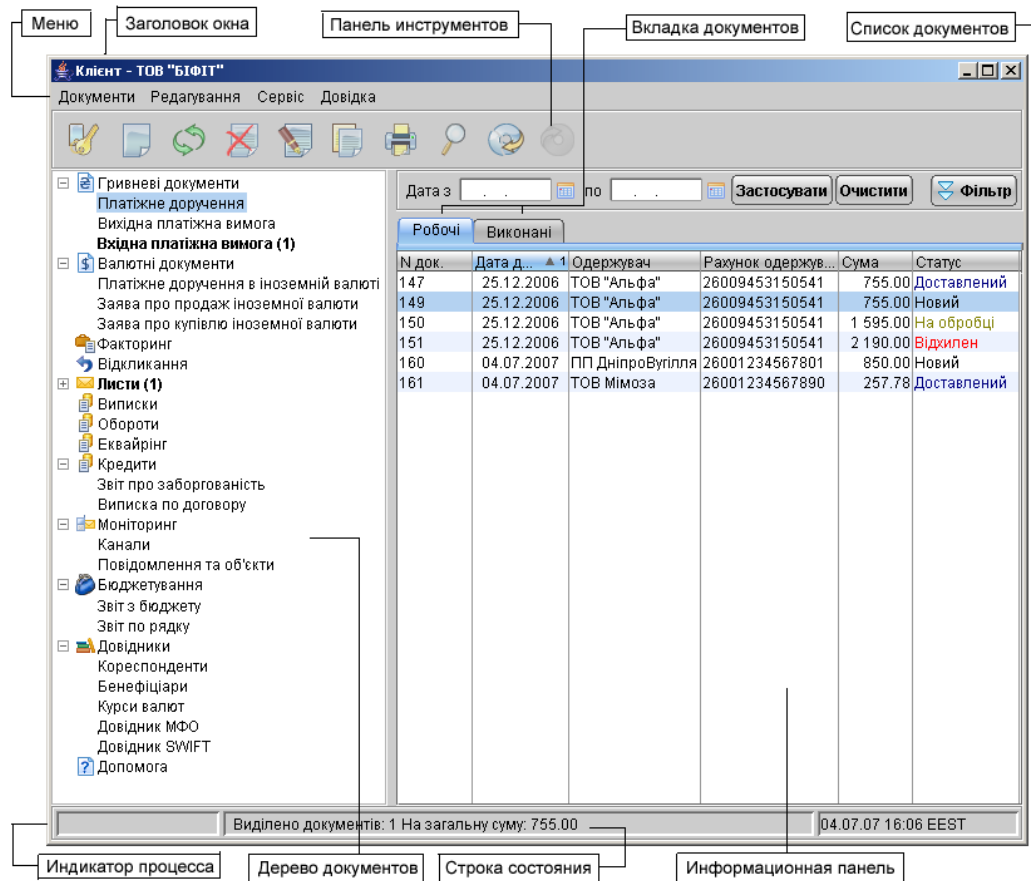 Меню
Заголовок окна
Панель инструментов
Вкладка документов
Список документов
Клієнт - ТОВ "БІФІТ"
Документи Редагування Сервіс Довідка
Гривневі документи
Платіжне доручення
Вихідна платіжна вимога
Вхідна платіжна вимога (1)
Валютні документи
Платіжне доручення в іноземній валюті
Заява про продаж іноземної валюти
Заява про купівлю іноземної валюти
Факторинг
Відкликання
Листи (1)
Виписки
Обороти
Еквайрінг
Кредити
Звіт про заборгованість
Виписка по договору
Моніторинг
Канали
Повідомлення та об'єкти
Бюджетування
Звіт з бюджету
Звіт по рядку
Довідники
Кореспонденти
Бенефіціари
Курси валют
Довідник МФО
Довідник SWIFT
Допомога
Дата з . . по . . Застосувати Очистити Фільтр
Робочі Виконані
N док. Дата д... 1 Одержувач Рахунок одержув... Сума Статус
147 25.12.2006 ТОВ "Альфа" 26009453150541 755.00 Доставлений
149 25.12.2006 ТОВ "Альфа" 26009453150541 755.00 Новий
150 25.12.2006 ТОВ "Альфа" 26009453150541 1 595.00 На обробці
151 25.12.2006 ТОВ "Альфа" 26009453150541 2 190.00 Відхилен
160 04.07.2007 ПП ДніпроВугілля 26001234567801 850.00 Новий
161 04.07.2007 ТОВ Мімоза 26001234567890 257.78 Доставлений
Виділено документів: 1 На загальну суму: 755.00
04.07.07 16:06 EEST
Индикатор процесса
Дерево документов
Строка состояния
Информационная панель